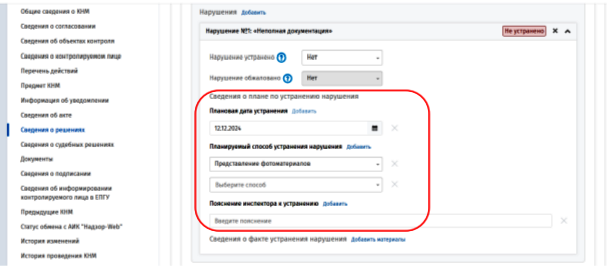 Общие сведения о КНМ
Сведения о согласовании
Сведения об объектах контроля
Сведения о контролируемом лице
Перечень действий
Предмет КНМ
Информация об уведомлении
Сведения об акте
Сведения о решениях
Сведения о судебных решениях
Документы
Сведения о подписании
Сведения об информировании
контролируемого лица в ЕПГУ
Предыдущие КНМ
Статус обмена с АИК "Надзор-Web"
История изменений
История проведения КНМ
Нарушения Добавить
Нарушение №1: «Неполная документация» Не устранено
Нарушение устранено ? Нет
Нарушение обжаловано ? Нет
Сведения о плане по устранению нарушения
Плановая дата устранения Добавить
12.12.2024
Планируемый способ устранения нарушения Добавить
Представление фотоматериалов
Выберите способ
Пояснение инспектора к устранению Добавить
Введите пояснение
Сведения о факте устранения нарушения Добавить материалы